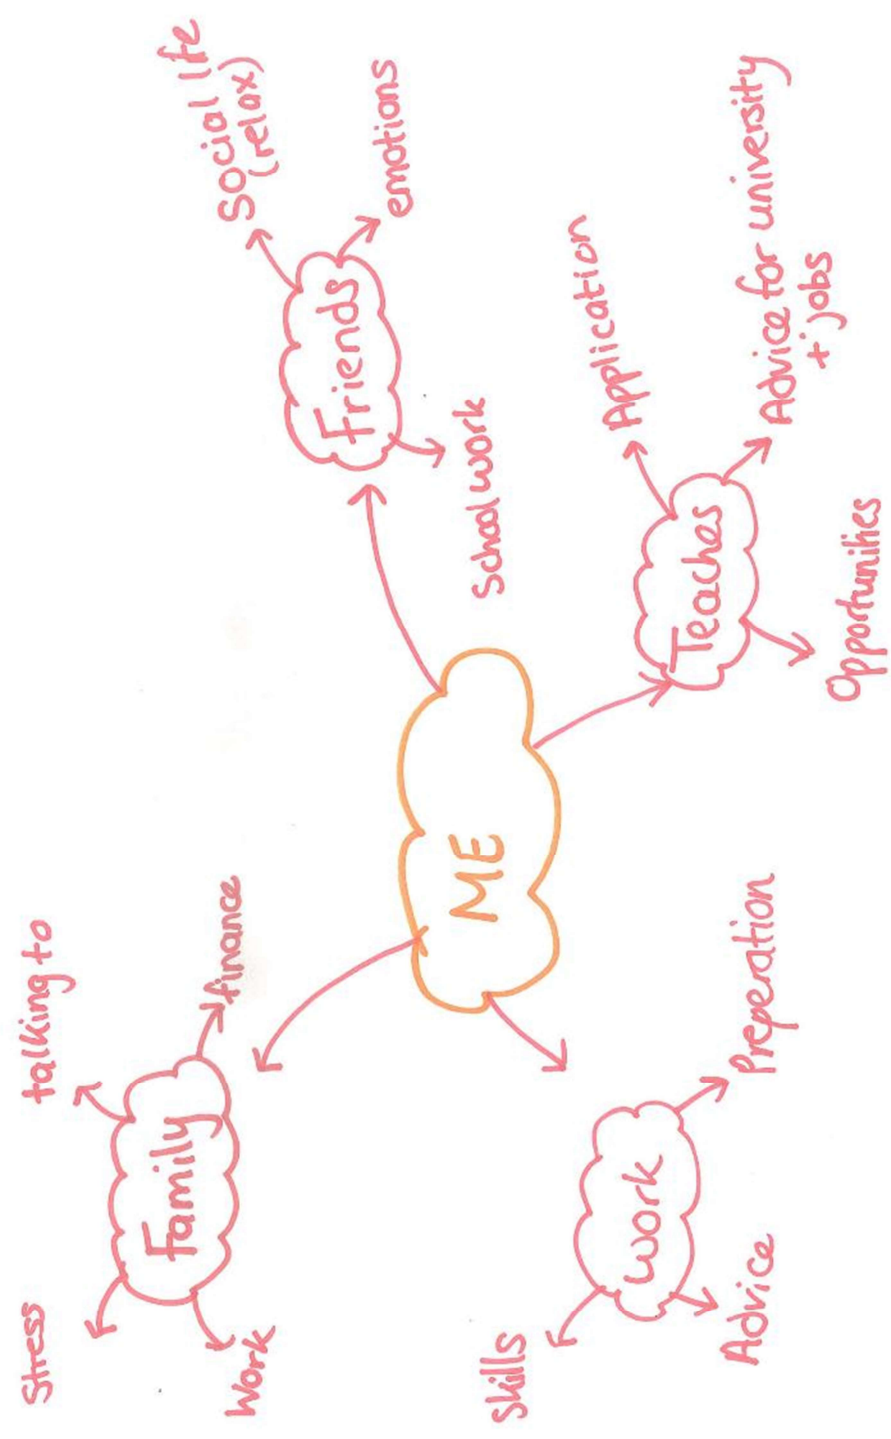 Stress
talking to
Family
finance
Work
Social life
(relax)
Friends
emotions
School work
ME
Skills
Work
Advice
Preperation
Application
Teaches
Advice for university
+ jobs
Opportunities